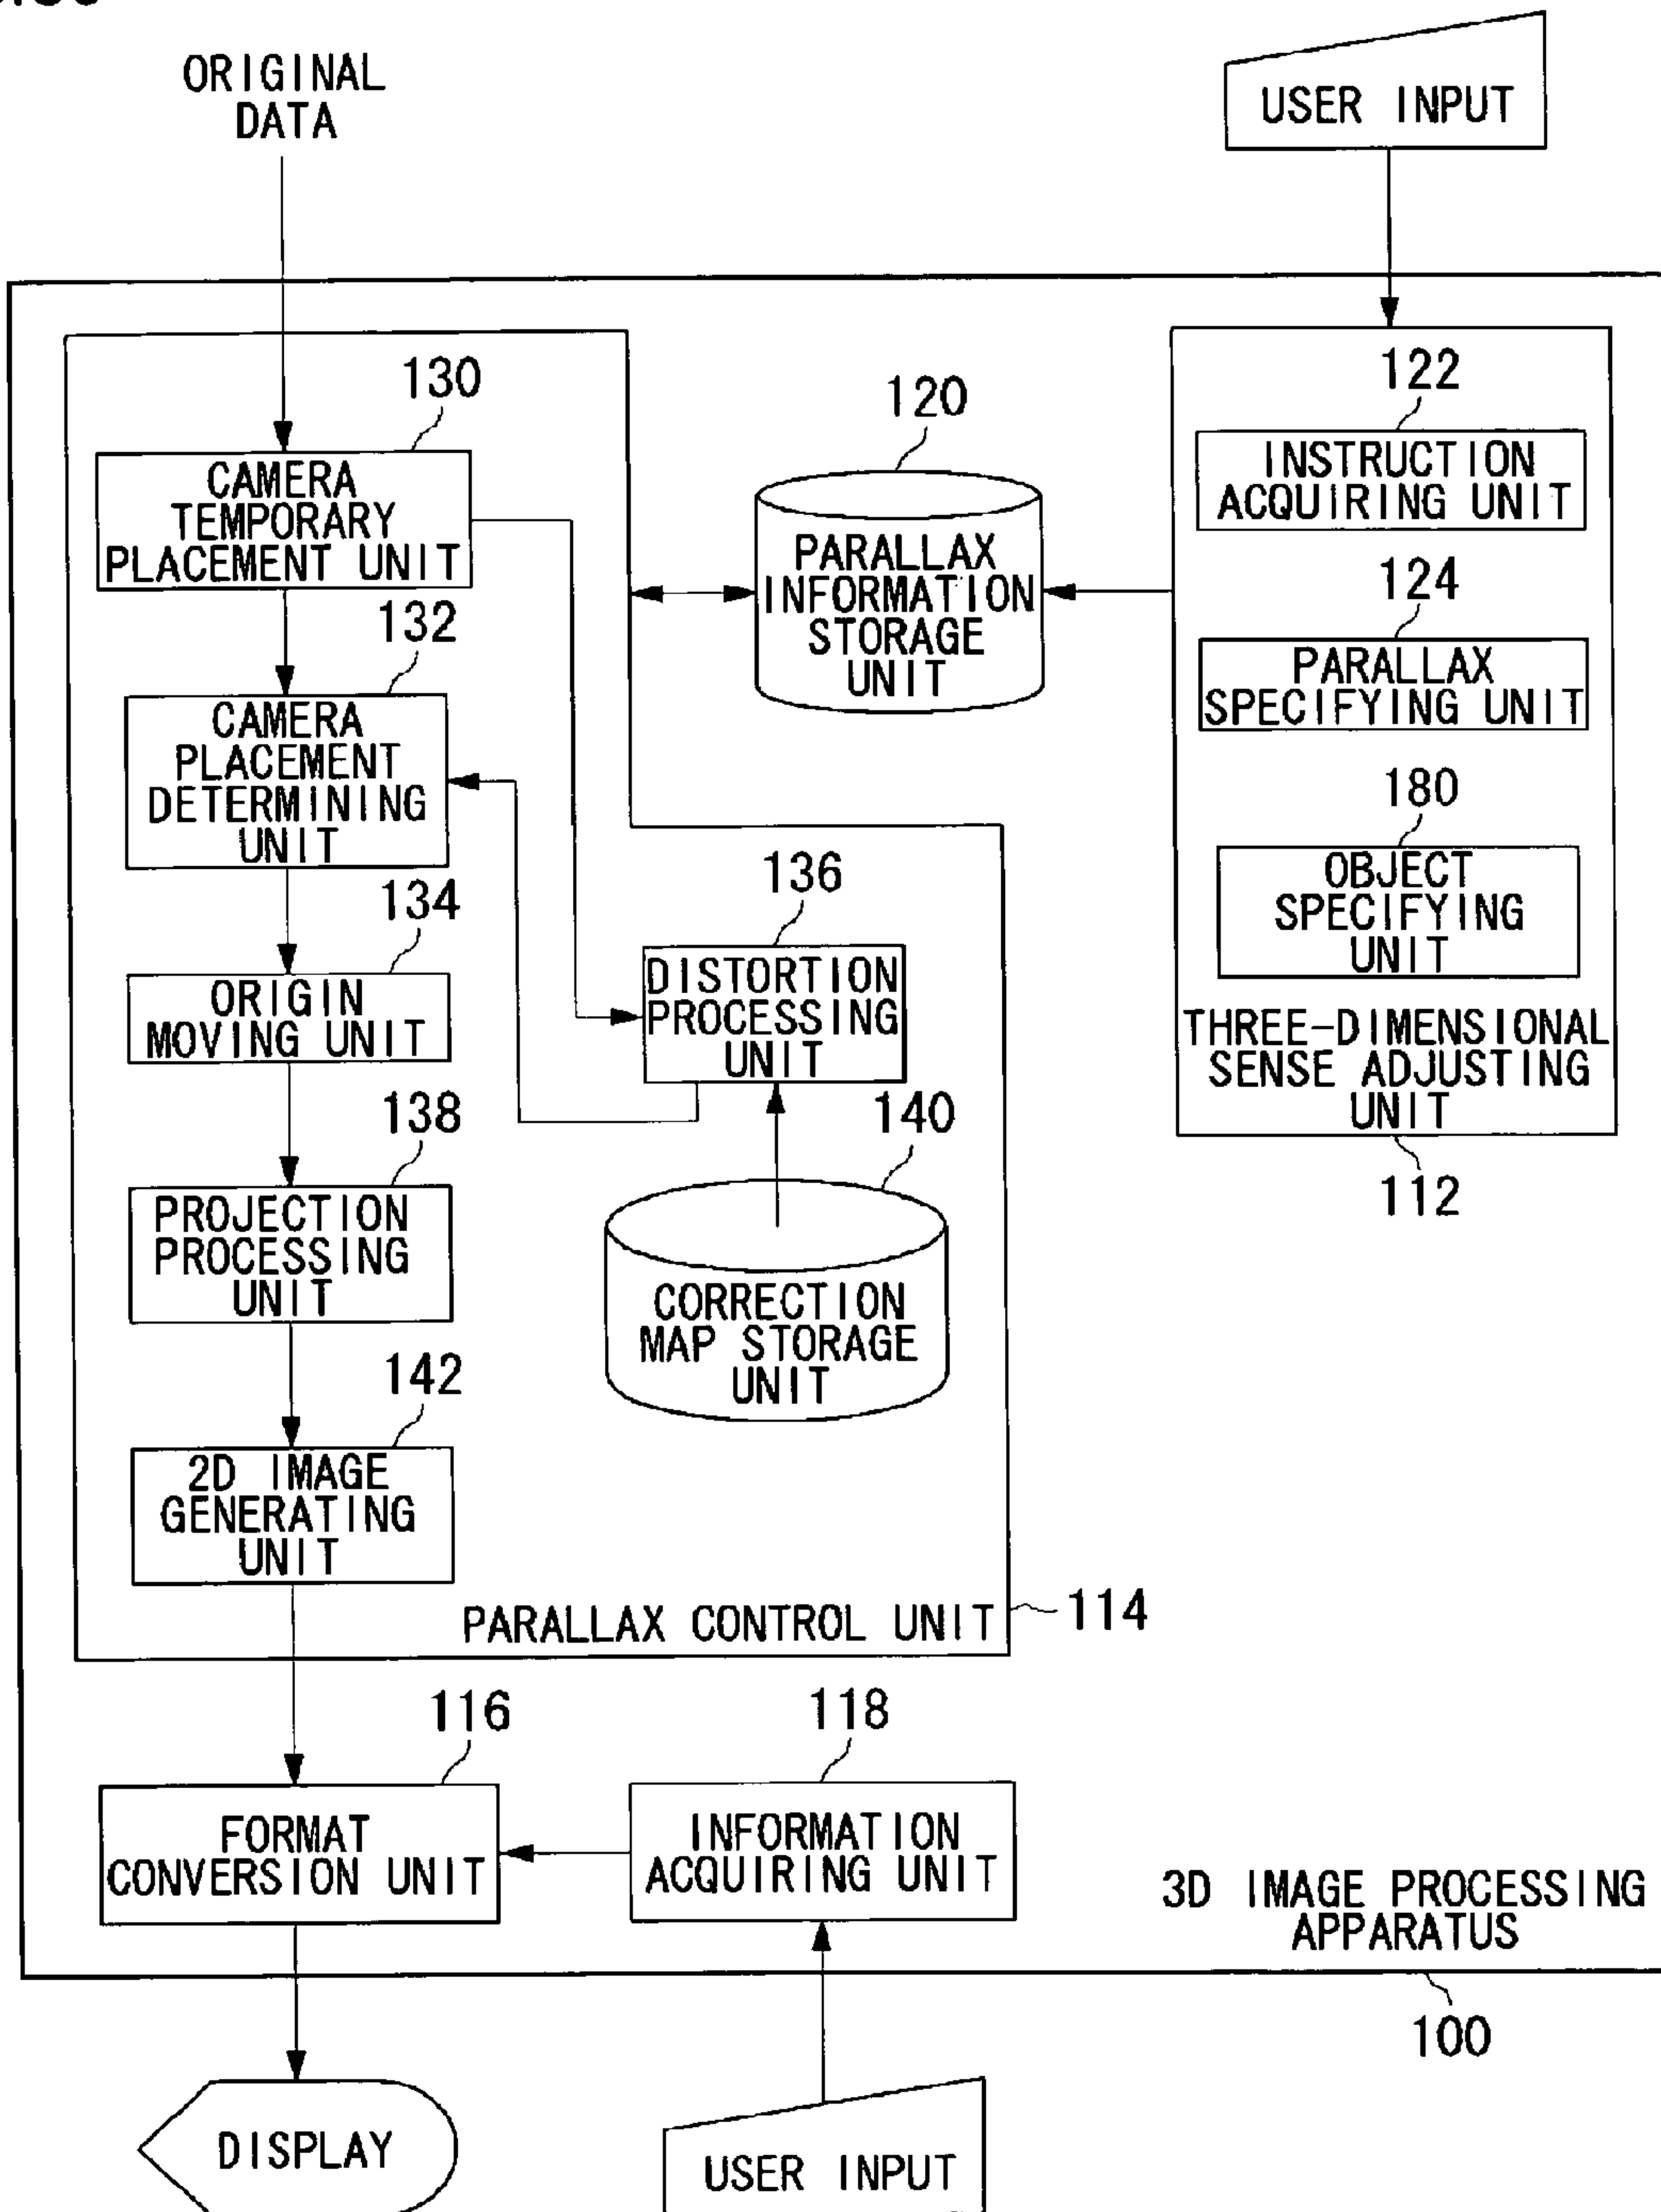 ORIGINAL
DATA
USER INPUT
130
CAMERA
TEMPORARY
PLACEMENT UNIT
120
PARALLAX
INFORMATION
STORAGE
UNIT
122
INSTRUCTION
ACQUIRING UNIT
124
PARALLAX
SPECIFYING UNIT
180
OBJECT
SPECIFYING
UNIT
THREE-DIMENSIONAL
SENSE ADJUSTING
UNIT
112
132
CAMERA
PLACEMENT
DETERMINING
UNIT
134
ORIGIN
MOVING UNIT
136
DISTORTION
PROCESSING
UNIT
138
PROJECTION
PROCESSING
UNIT
140
CORRECTION
MAP STORAGE
UNIT
142
2D IMAGE
GENERATING
UNIT
PARALLAX CONTROL UNIT
114
116
FORMAT
CONVERSION UNIT
118
INFORMATION
ACQUIRING UNIT
3D IMAGE PROCESSING
APPARATUS
100
DISPLAY
USER INPUT